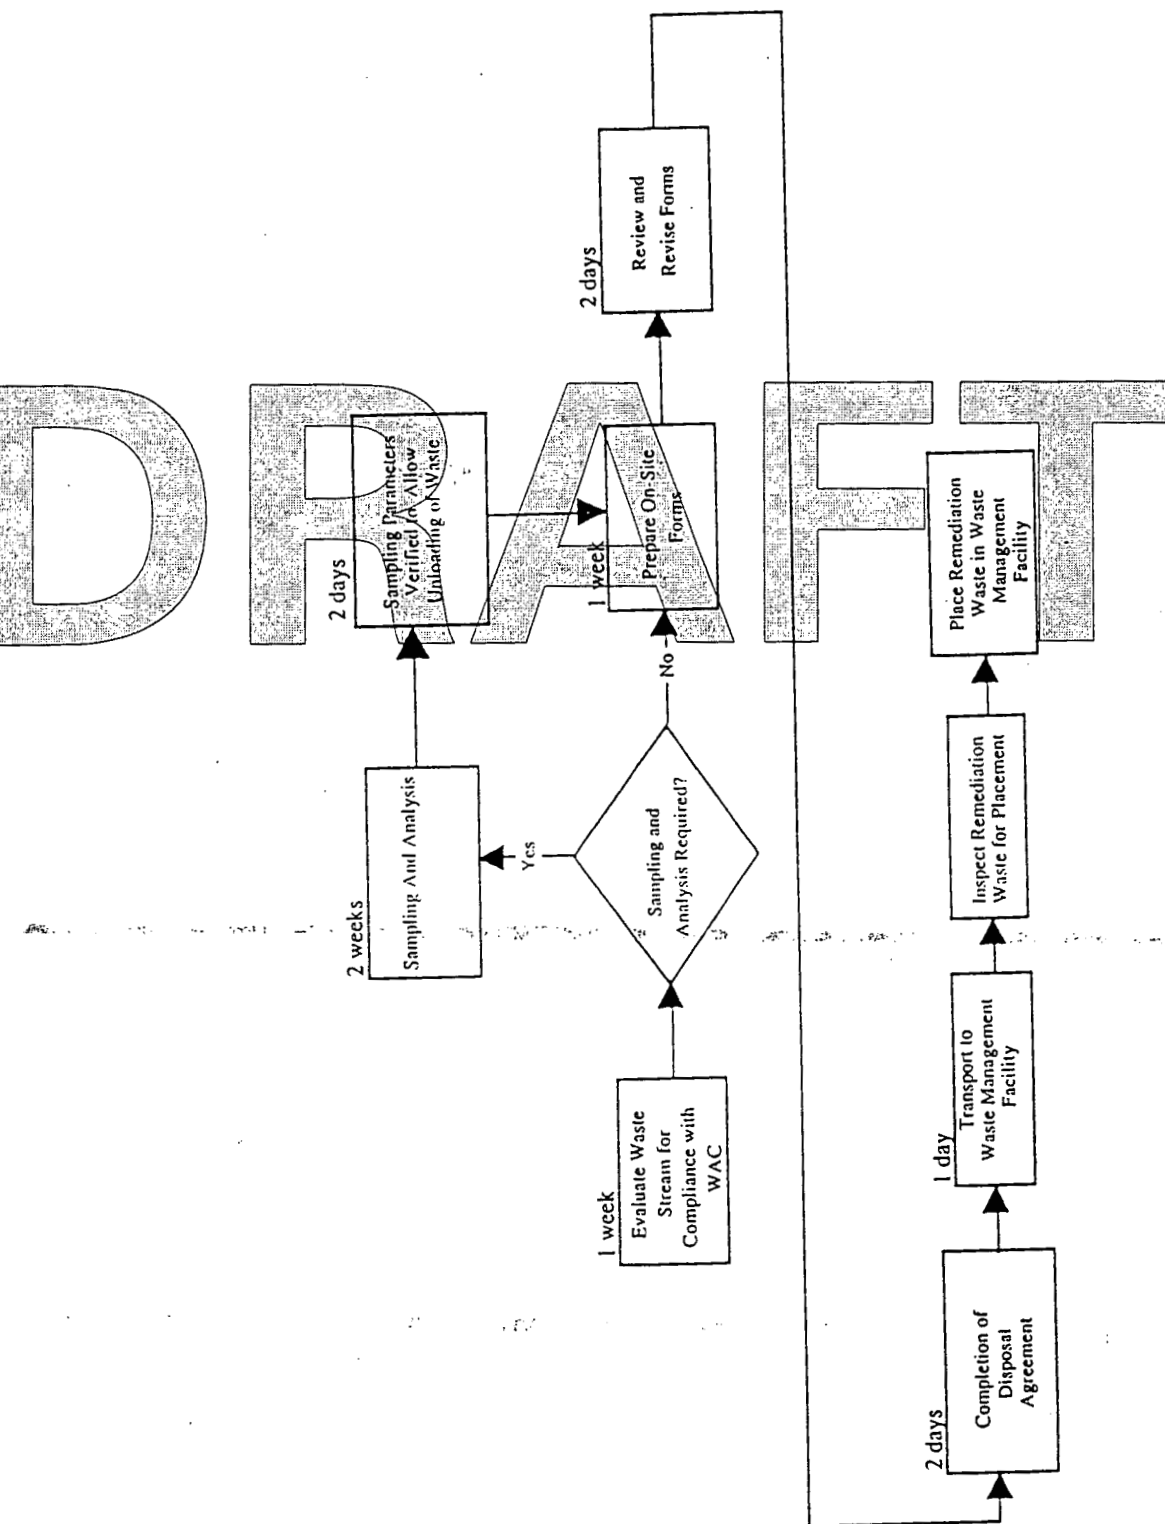 DRAFT
1 week
Evaluate Waste
Stream for
Compliance with
WAC
Sampling and
Analysis Required?
Yes
No
2 weeks
Sampling And Analysis
2 days
Sampling Parameters
Verified to Allow
Unloading of Waste
1 week
Prepare On-Site
Forms
2 days
Review and
Revise Forms
2 days
Completion of
Disposal
Agreement
1 day
Transport to
Waste Management
Facility
Inspect Remediation
Waste for Placement
Place Remediation
Waste in Waste
Management
Facility